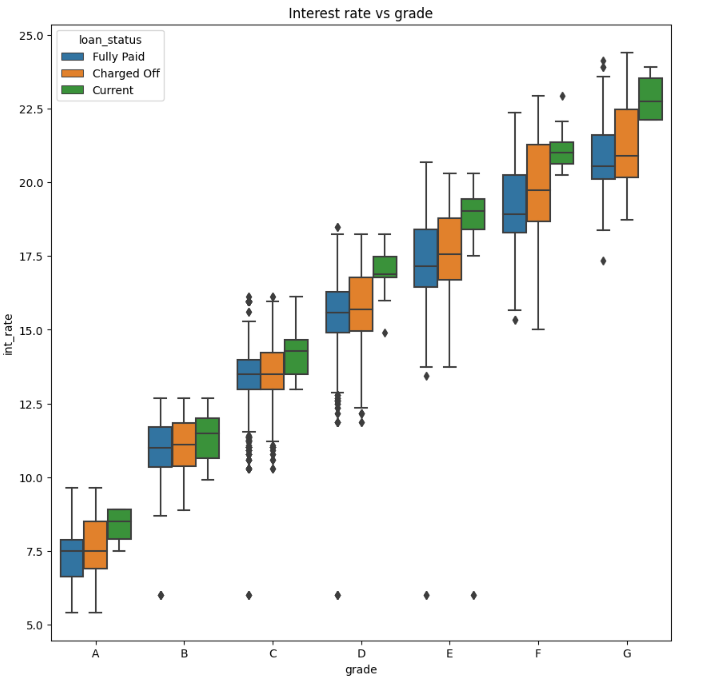 Interest rate vs grade
loan_status
Fully Paid
Charged Off
Current
25.0
22.5
20.0
17.5
15.0
12.5
10.0
7.5
5.0
int_rate
A B C D E F G
grade